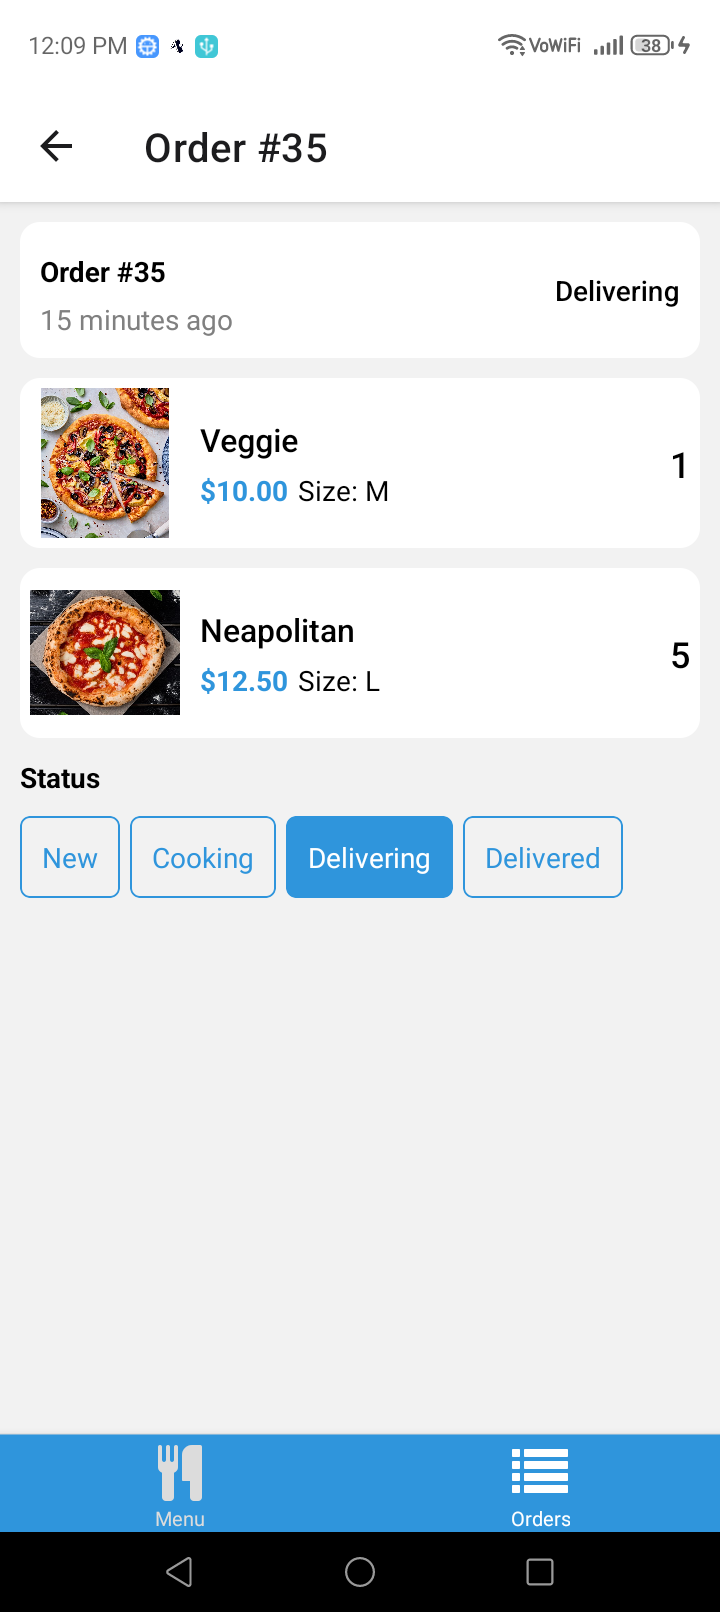 12:09 PM
VoWiFi
38
Order #35
Order #35
15 minutes ago
Delivering
Veggie
$10.00 Size: M
1
Neapolitan
$12.50 Size: L
5
Status
New Cooking Delivering Delivered
Menu Orders